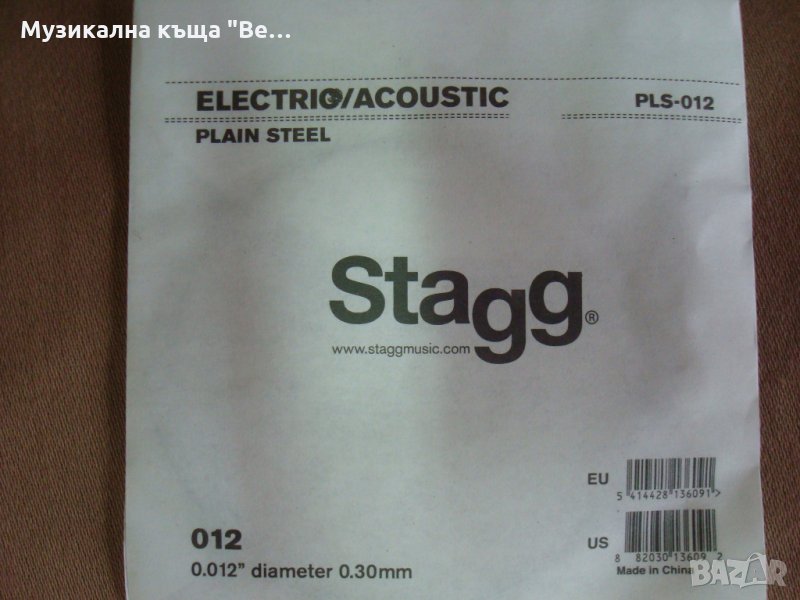 Музикална къща "Ве...
ELECTRIC/ACOUSTIC
PLS-012
PLAIN STEEL
Stagg®
www.staggmusic.com
EU
5 414428 136091>
012
US
8 82030 13609 2
0.012" diameter 0.30mm
Made in China
BAZAR